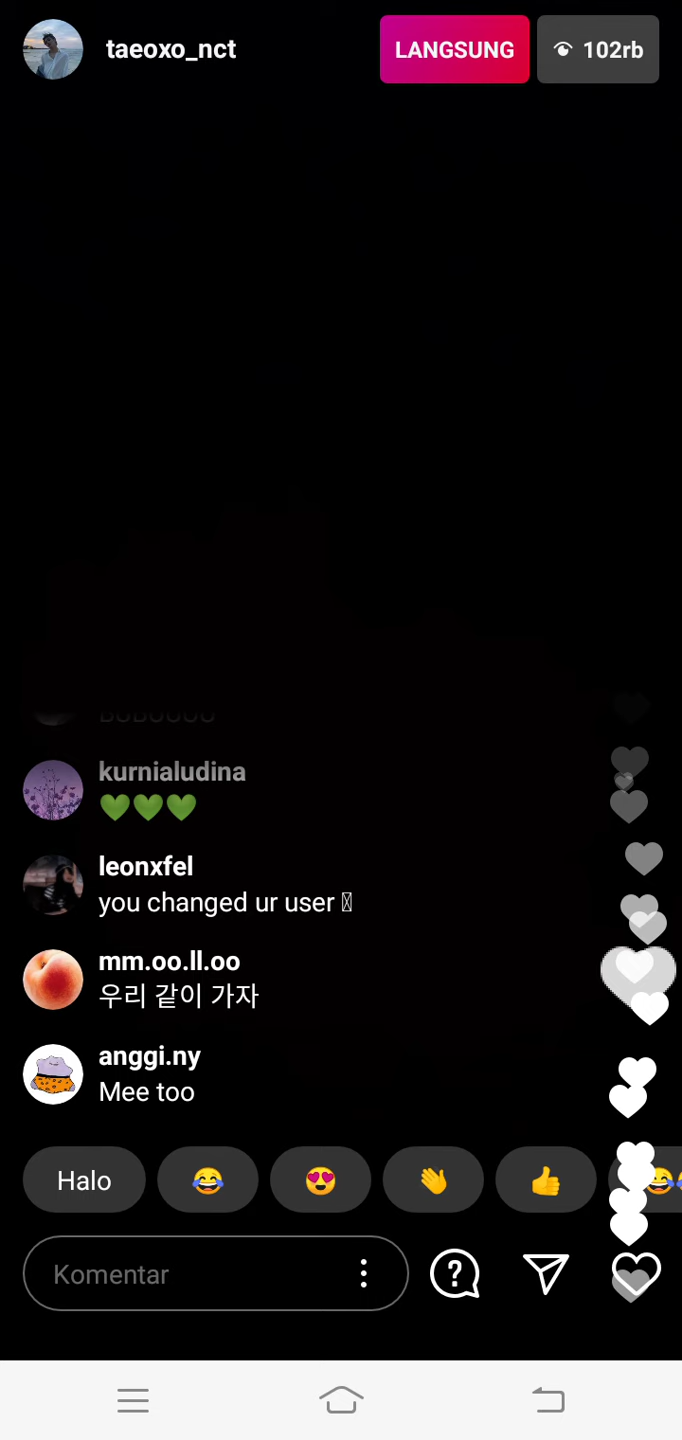 taeoxo_nct
LANGSUNG
102rb
kurnialudina
💚💚💚
leonxfel
you changed ur user
mm.oo.ll.oo
우리 같이 가자
anggi.ny
Mee too
Halo
Komentar